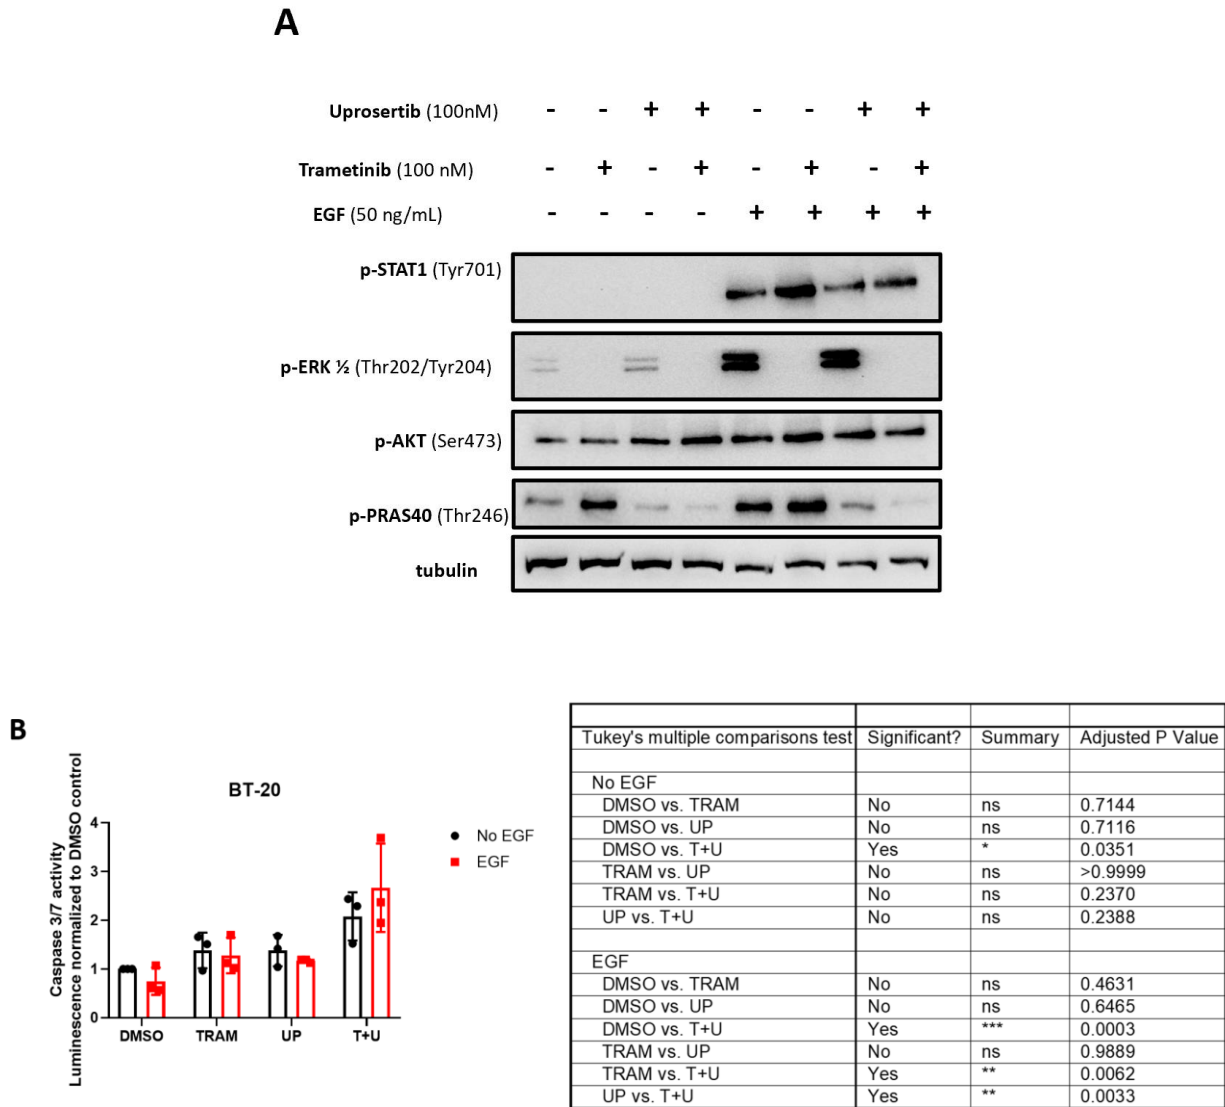 A
Uprosertib (100nM) - - + + - - + +
Trametinib (100 nM) - + - + - + - +
EGF (50 ng/mL) - - - - + + + +
p-STAT1 (Tyr701)
p-ERK ½ (Thr202/Tyr204)
p-AKT (Ser473)
p-PRAS40 (Thr246)
tubulin
B
BT-20
Caspase 3/7 activity
Luminescence normalized to DMSO control
4
3
2
1
0
DMSO TRAM UP T+U
No EGF
EGF
Tukey's multiple comparisons test Significant? Summary Adjusted P Value
No EGF
DMSO vs. TRAM No ns 0.7144
DMSO vs. UP No ns 0.7116
DMSO vs. T+U Yes * 0.0351
TRAM vs. UP No ns >0.9999
TRAM vs. T+U No ns 0.2370
UP vs. T+U No ns 0.2388
EGF
DMSO vs. TRAM No ns 0.4631
DMSO vs. UP No ns 0.6465
DMSO vs. T+U Yes *** 0.0003
TRAM vs. UP No ns 0.9889
TRAM vs. T+U Yes ** 0.0062
UP vs. T+U Yes ** 0.0033